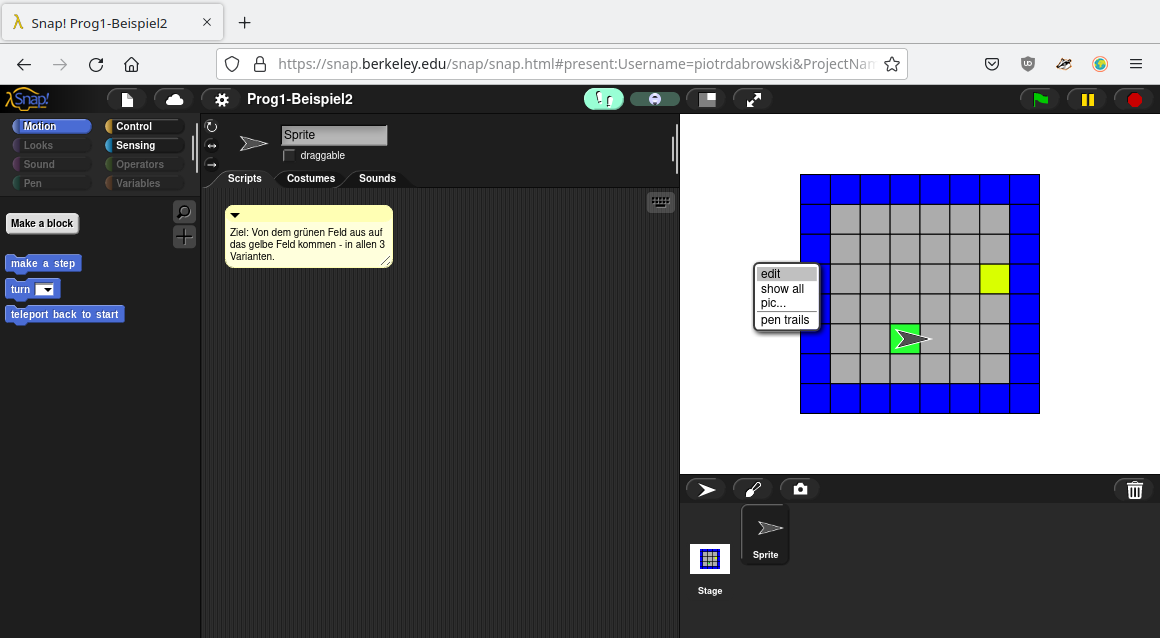 Snap! Prog1-Beispiel2
https://snap.berkeley.edu/snap/snap.html#present:Username=piotrdabrowski&ProjectNam
Snap!
Prog1-Beispiel2
Motion
Control
Looks
Sensing
Sound
Operators
Pen
Variables
Make a block
make a step
turn
teleport back to start
Sprite
draggable
Scripts
Costumes
Sounds
Ziel: Von dem grünen Feld aus auf
das gelbe Feld kommen - in allen 3
Varianten.
edit
show all
pic...
pen trails
Sprite
Stage